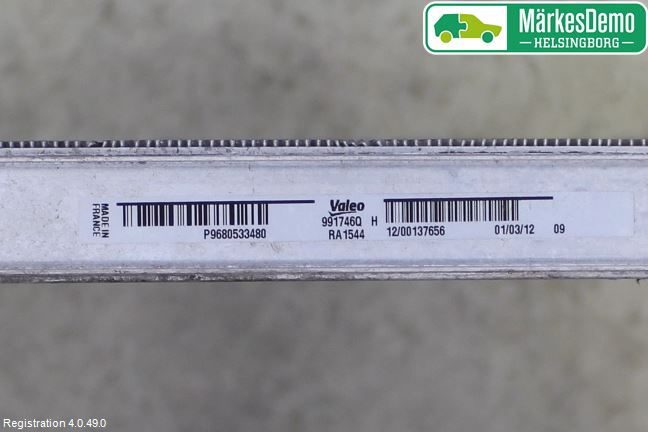 MärkesDemo
HELSINGBORG
MADE IN
FRANCE
P9680533480
Valeo
991746Q H
RA1544
12/00137656
01/03/12 09
Registration 4.0.49.0